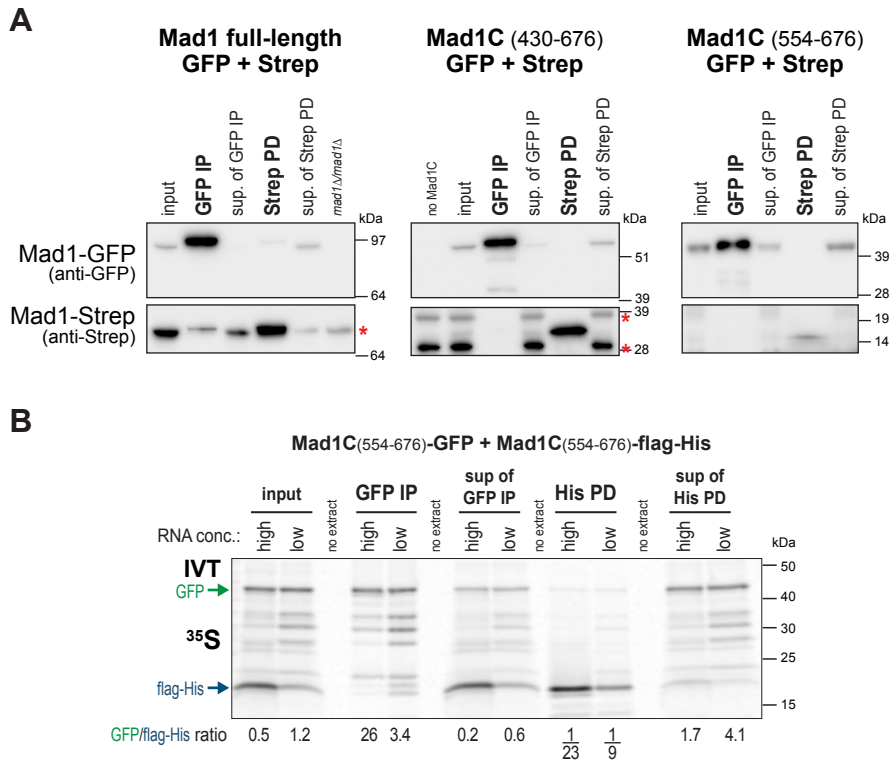 A
Mad1 full-length
GFP + Strep
Mad1C (430-676)
GFP + Strep
Mad1C (554-676)
GFP + Strep
input
GFP IP
sup. of GFP IP
Strep PD
sup. of Strep PD
mad1Δ/mad1Δ
no Mad1C
input
GFP IP
sup. of GFP IP
Strep PD
sup. of Strep PD
input
GFP IP
sup. of GFP IP
Strep PD
sup. of Strep PD
kDa
kDa
kDa
Mad1-GFP
(anti-GFP)
97
64
51
39
39
28
Mad1-Strep
(anti-Strep)
*
64
39
*
*
28
19
14
B
Mad1C(554-676)-GFP + Mad1C(554-676)-flag-His
input
GFP IP
sup of
GFP IP
His PD
sup of
His PD
RNA conc.:
high
low
no extract
high
low
no extract
high
low
no extract
high
low
no extract
high
low
kDa
IVT
GFP
35S
flag-His
50
40
30
25
15
GFP/flag-His ratio
0.5 1.2 26 3.4 0.2 0.6 1/23 1/9 1.7 4.1